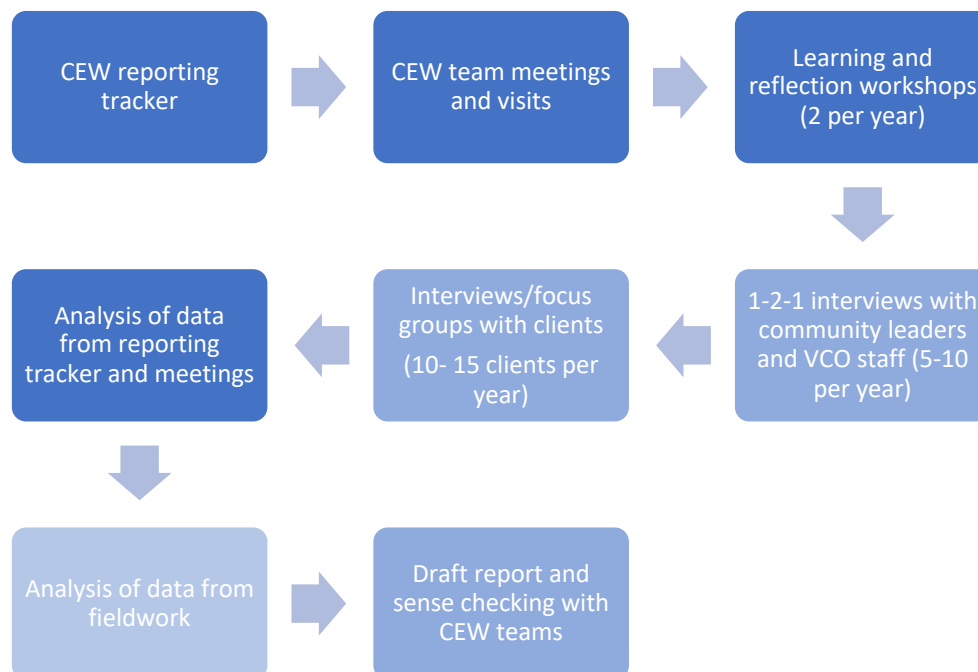 CEW reporting
tracker
CEW team meetings
and visits
Learning and
reflection workshops
(2 per year)
1-2-1 interviews with
community leaders
and VCO staff (5-10
per year)
Interviews/focus
groups with clients
(10- 15 clients per
year)
Analysis of data
from reporting
tracker and meetings
Analysis of data from
fieldwork
Draft report and
sense checking with
CEW teams